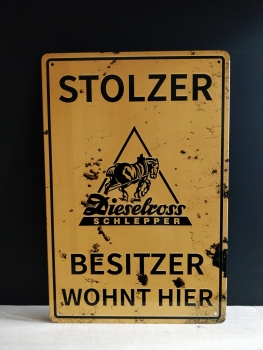 STOLZER
Dieselross
SCHLEPPER
BESITZER
WOHNT HIER